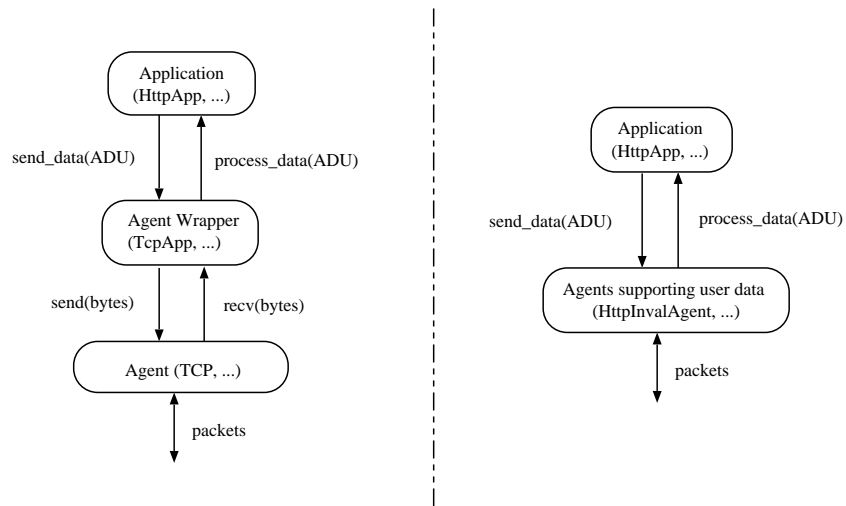 Application
(HttpApp, ...)
send_data(ADU)
process_data(ADU)
Agent Wrapper
(TcpApp, ...)
send(bytes)
recv(bytes)
Agent (TCP, ...)
packets
Application
(HttpApp, ...)
send_data(ADU)
process_data(ADU)
Agents supporting user data
(HttpInvalAgent, ...)
packets